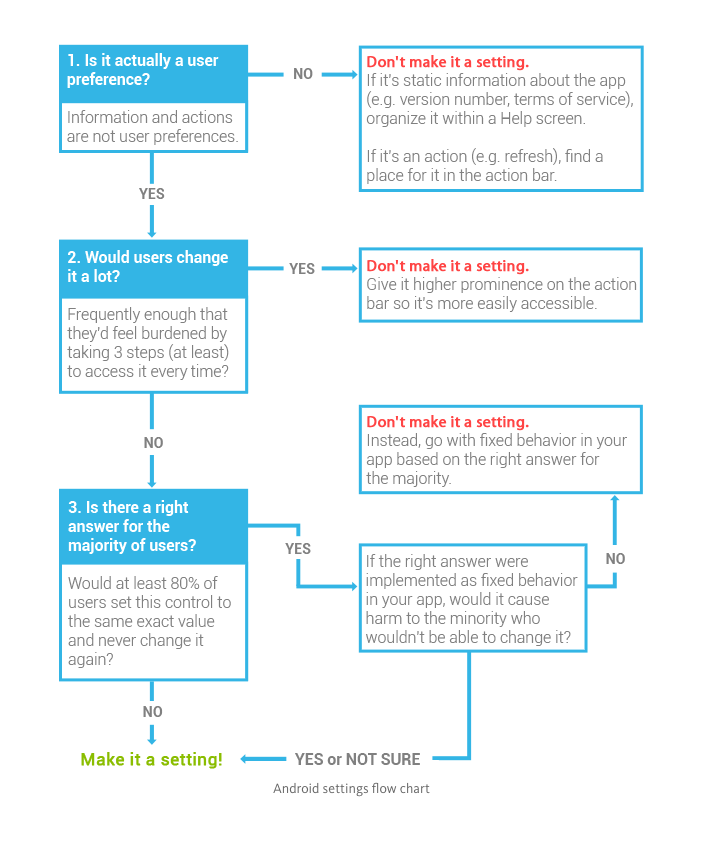 1. Is it actually a user
preference?
Information and actions
are not user preferences.
NO
Don't make it a setting.
If it's static information about the app
(e.g. version number, terms of service),
organize it within a Help screen.
If it's an action (e.g. refresh), find a
place for it in the action bar.
YES
2. Would users change
it a lot?
Frequently enough that
they'd feel burdened by
taking 3 steps (at least)
to access it every time?
YES
Don't make it a setting.
Give it higher prominence on the action
bar so it's more easily accessible.
NO
3. Is there a right
answer for the
majority of users?
Would at least 80% of
users set this control to
the same exact value
and never change it
again?
YES
If the right answer were
implemented as fixed behavior
in your app, would it cause
harm to the minority who
wouldn't be able to change it?
NO
Don't make it a setting.
Instead, go with fixed behavior in your
app based on the right answer for
the majority.
NO
Make it a setting!
YES or NOT SURE
Android settings flow chart